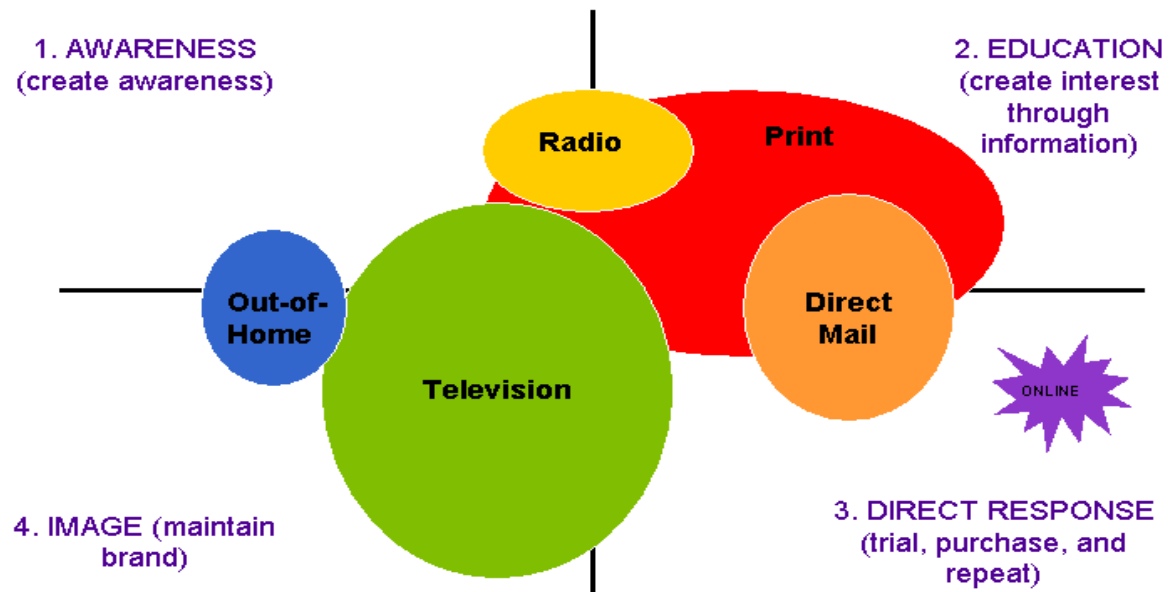 1. AWARENESS
(create awareness)
2. EDUCATION
(create interest
through
information)
Radio
Print
Out-of-
Home
Direct
Mail
Television
ONLINE
4. IMAGE (maintain
brand)
3. DIRECT RESPONSE
(trial, purchase, and
repeat)